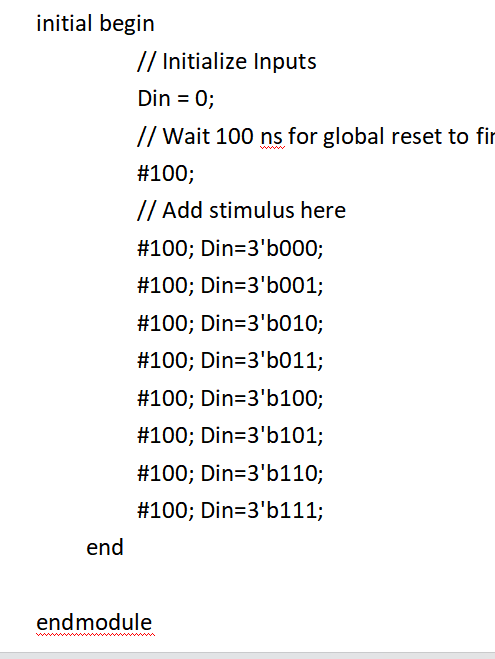 initial begin
// Initialize Inputs
Din = 0;
// Wait 100 ns for global reset to
#100;
// Add stimulus here
#100; Din=3'b000;
#100; Din=3'b001;
#100; Din=3'b010;
#100; Din=3'b011;
#100; Din=3'b100;
#100; Din=3'b101;
#100; Din=3'b110;
#100; Din=3'b111;
end
endmodule